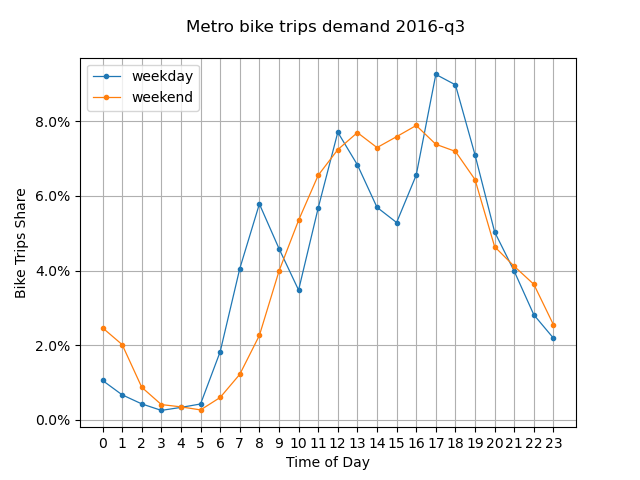 Metro bike trips demand 2016-q3
weekday
weekend
8.0%
6.0%
4.0%
2.0%
0.0%
Bike Trips Share
0 1 2 3 4 5 6 7 8 9 10 11 12 13 14 15 16 17 18 19 20 21 22 23
Time of Day